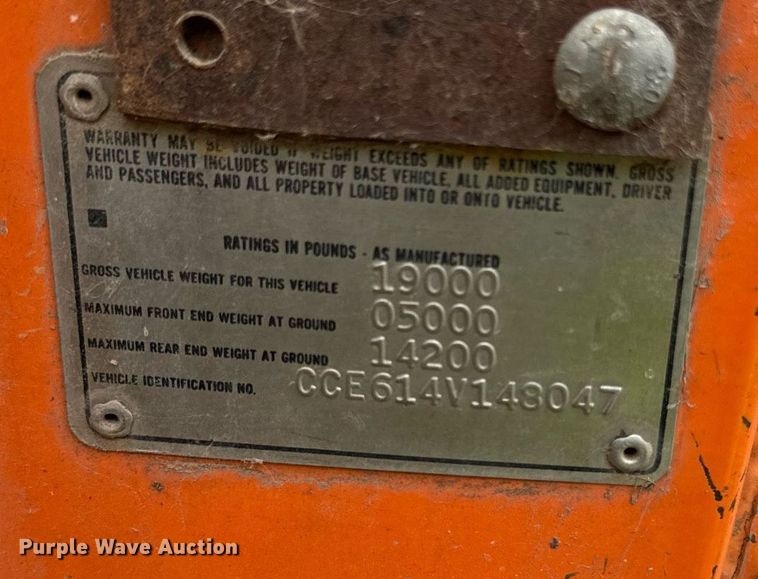 WARRANTY MAY BE VOIDED IF WEIGHT EXCEEDS ANY OF RATINGS SHOWN. GROSS
VEHICLE WEIGHT INCLUDES WEIGHT OF BASE VEHICLE, ALL ADDED EQUIPMENT, DRIVER
AND PASSENGERS, AND ALL PROPERTY LOADED INTO OR ONTO VEHICLE.
RATINGS IN POUNDS - AS MANUFACTURED
GROSS VEHICLE WEIGHT FOR THIS VEHICLE 19000
MAXIMUM FRONT END WEIGHT AT GROUND 05000
MAXIMUM REAR END WEIGHT AT GROUND 14200
VEHICLE IDENTIFICATION NO. CCE614V148047
Purple Wave Auction